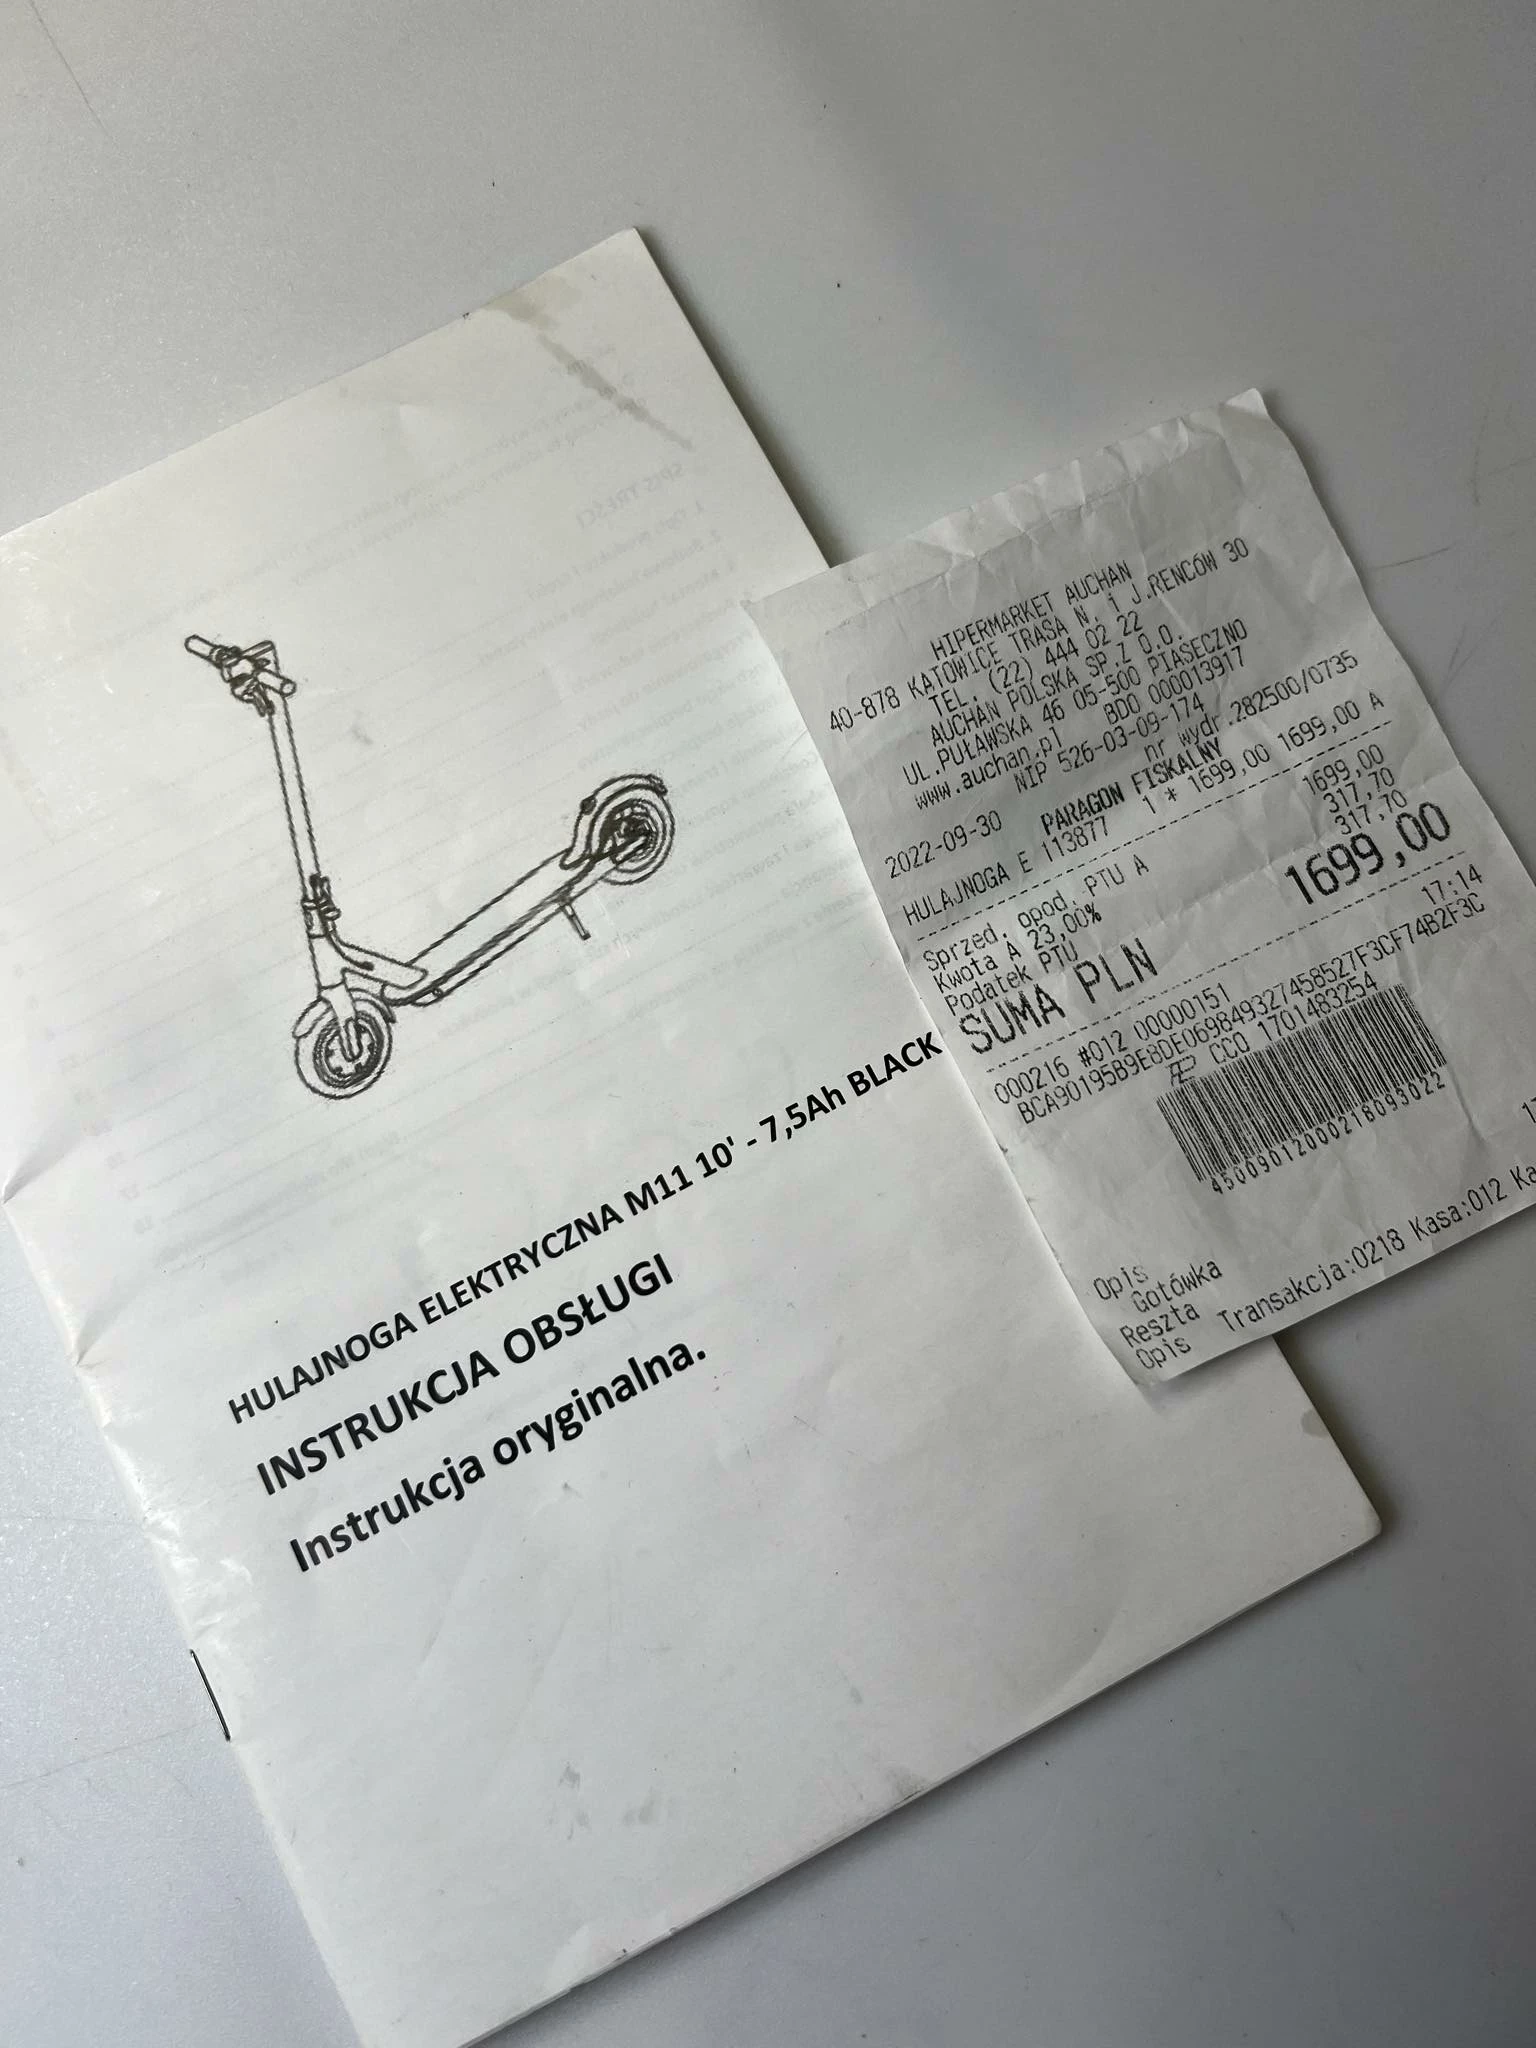 HULAJNOGA ELEKTRYCZNA M11 10' - 7,5Ah BLACK
INSTRUKCJA OBSŁUGI
Instrukcja oryginalna.
HIPERMARKET AUCHAN
40-878 KATOWICE TRASA N. i J.RENCÓW 30
TEL. (22) 444 02 22
AUCHAN POLSKA SP.Z O.O.
UL.PUŁAWSKA 46 05-500 PIASECZNO
www.auchan.pl BDO 000013917
NIP 526-03-09-174
2022-09-30 nr wydr.282500/0735
PARAGON FISKALNY
HULAJNOGA E 113877 1 * 1699,00 1699,00 A
Sprzed. opod. PTU A 1699,00
Kwota A 23,00% 317,70
Podatek PTU 317,70
SUMA PLN 1699,00
000216 #012 00000151 17:14
BCA90195B9E8DE069849327458527F3CF74B2F3C
CCO 1701483254
4500901200021809302​2
Opis
Gotówka
Reszta
Opis Transakcja:0218 Kasa:012
SPIS TREŚCI